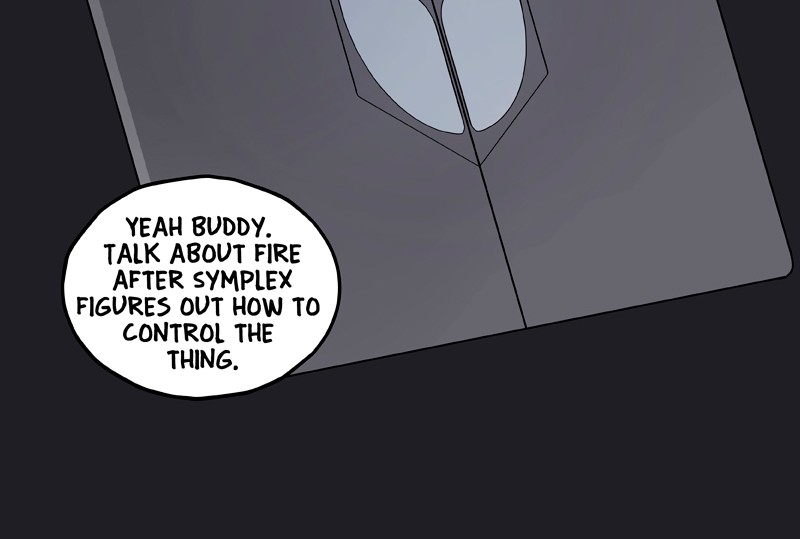 YEAH BUDDY.
TALK ABOUT FIRE
AFTER SYMPLEX
FIGURES OUT HOW TO
CONTROL THE
THING.